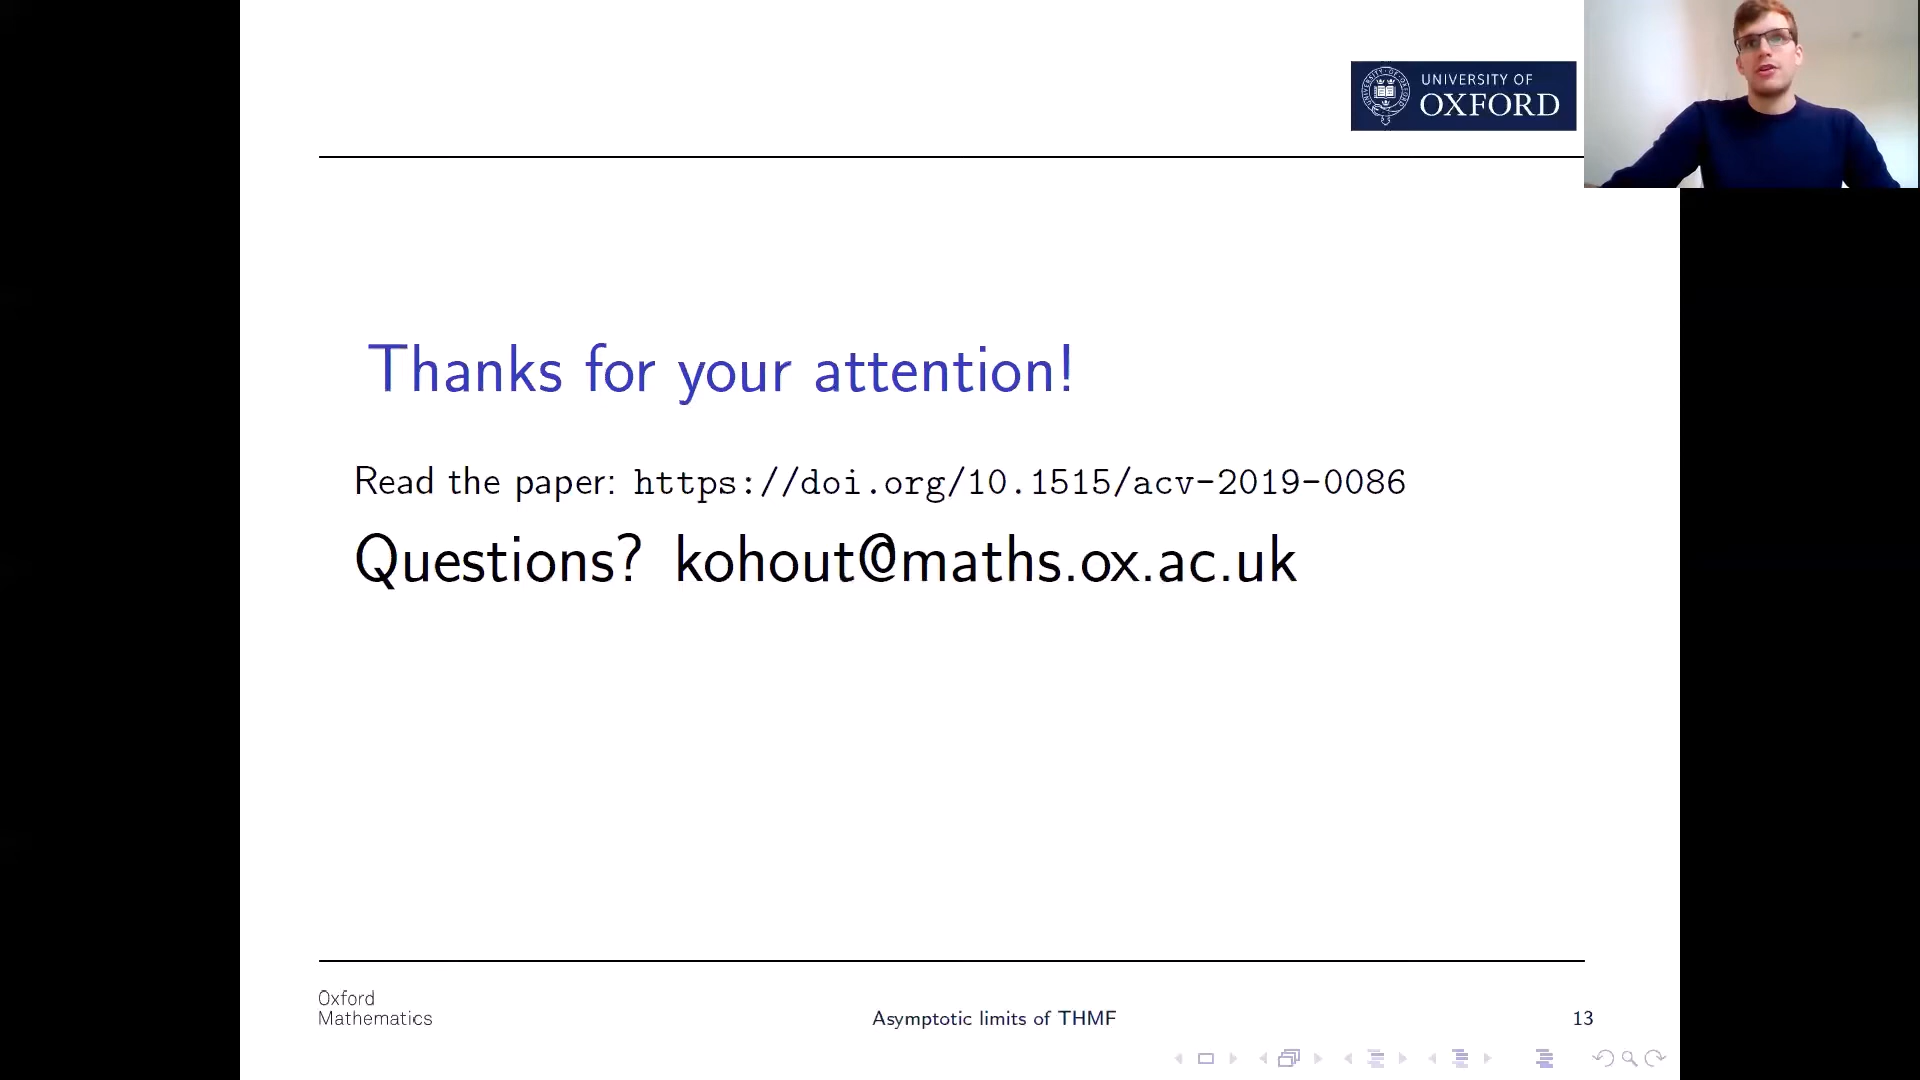 UNIVERSITY OF
OXFORD
Thanks for your attention!
Read the paper: https://doi.org/10.1515/acv-2019-0086
Questions? kohout@maths.ox.ac.uk
Oxford
Mathematics
Asymptotic limits of THMF
13